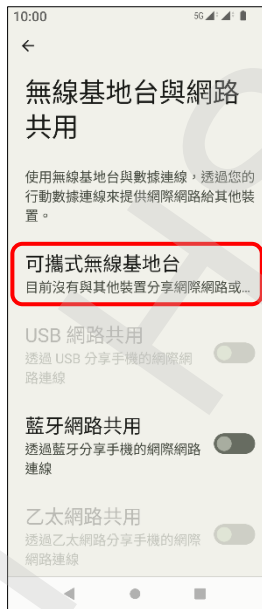 10:00 5G
無線基地台與網路
共用
使用無線基地台與數據連線，透過您的
行動數據連線來提供網際網路給其他裝
置。
可攜式無線基地台
目前沒有與其他裝置分享網際網路或...
USB 網路共用
透過 USB 分享手機的網際網
路連線
藍牙網路共用
透過藍牙分享手機的網際網路
連線
乙太網路共用
透過乙太網路分享手機的網際
網路連線